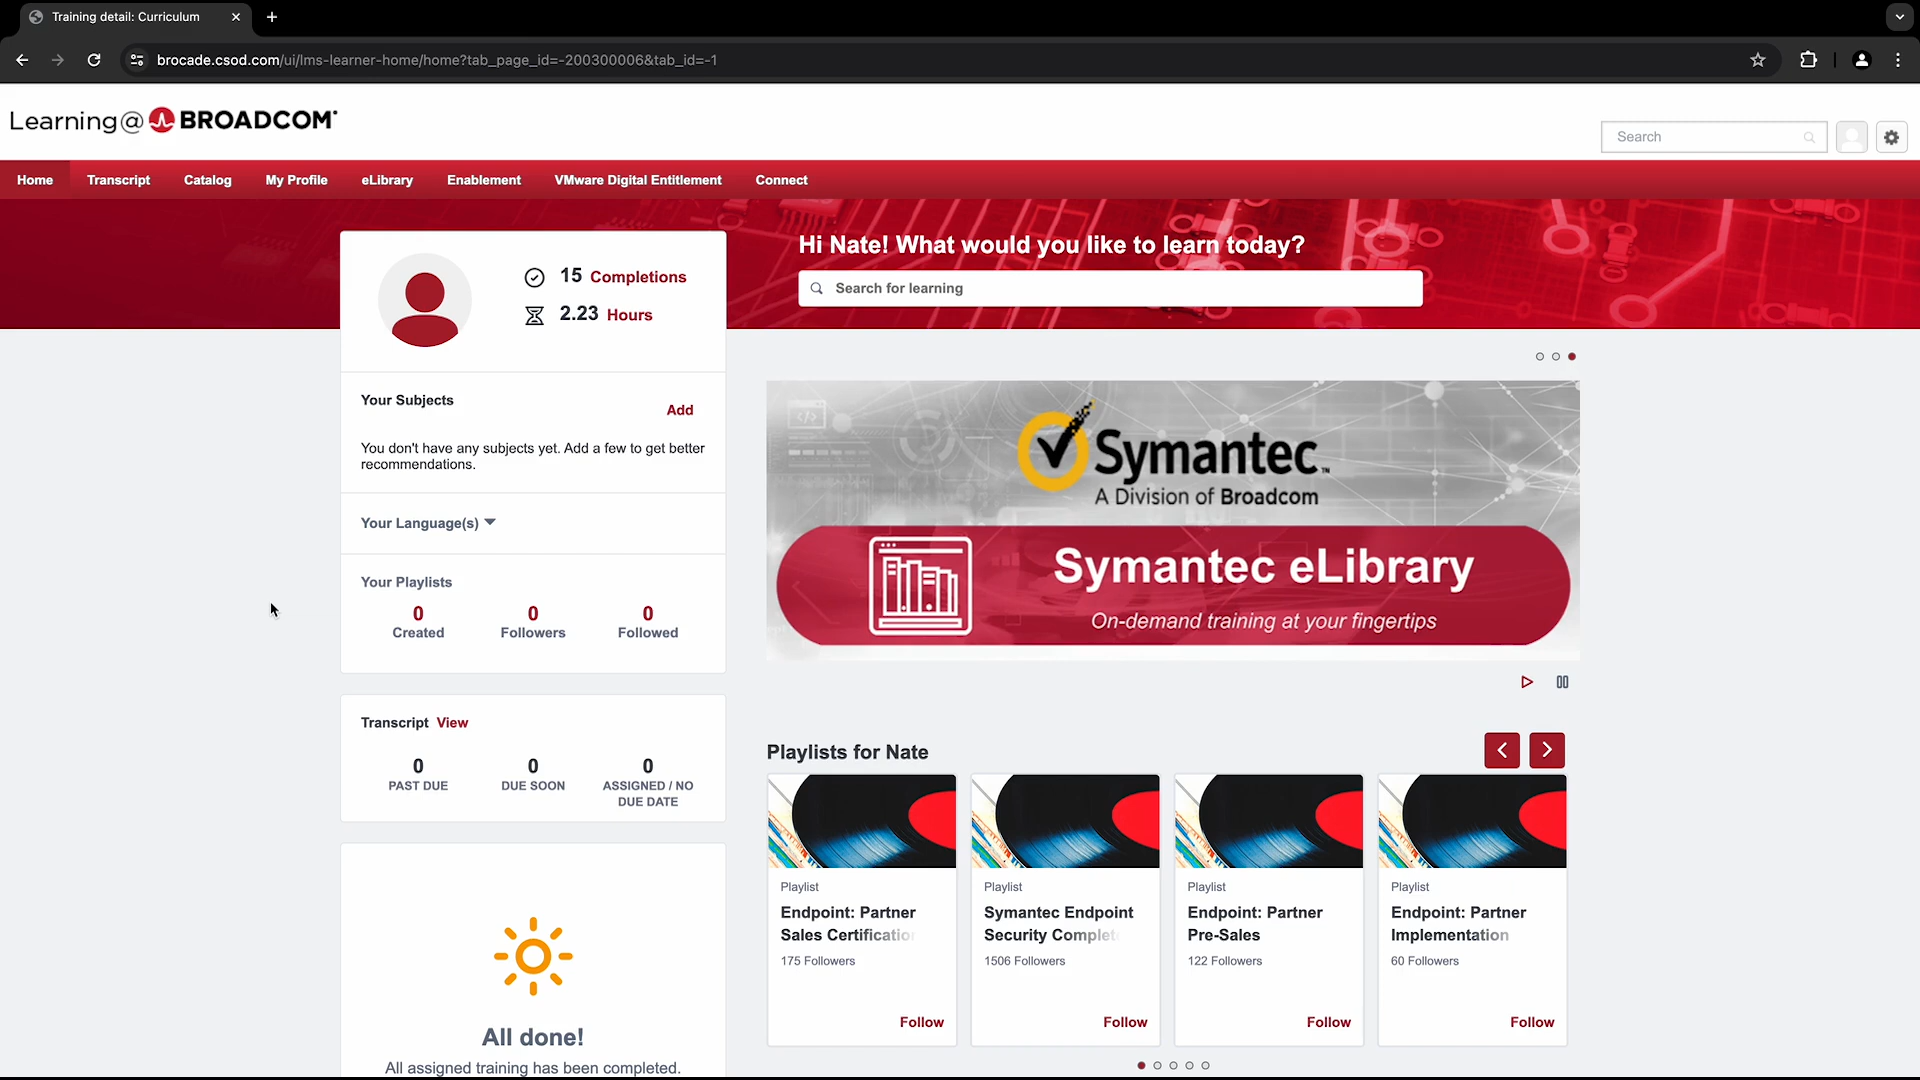 Training detail: Curriculum
brocade.csod.com/ui/lms-learner-home/home?tab_page_id=-200300006&tab_id=-1
Learning@ BROADCOM
Search
Home Transcript Catalog My Profile eLibrary Enablement VMware Digital Entitlement Connect
Hi Nate! What would you like to learn today?
Search for learning
15 Completions
2.23 Hours
Your Subjects
Add
You don't have any subjects yet. Add a few to get better
recommendations.
Your Language(s)
Your Playlists
0 0 0
Created Followers Followed
Transcript View
0 0 0
PAST DUE DUE SOON ASSIGNED / NO
DUE DATE
All done!
All assigned training has been completed.
Symantec™
A Division of Broadcom
Symantec eLibrary
On-demand training at your fingertips
Playlists for Nate
Playlist
Endpoint: Partner
Sales Certificatio
175 Followers
Follow
Playlist
Symantec Endpoint
Security Complet
1506 Followers
Follow
Playlist
Endpoint: Partner
Pre-Sales
122 Followers
Follow
Playlist
Endpoint: Partner
Implementation
60 Followers
Follow